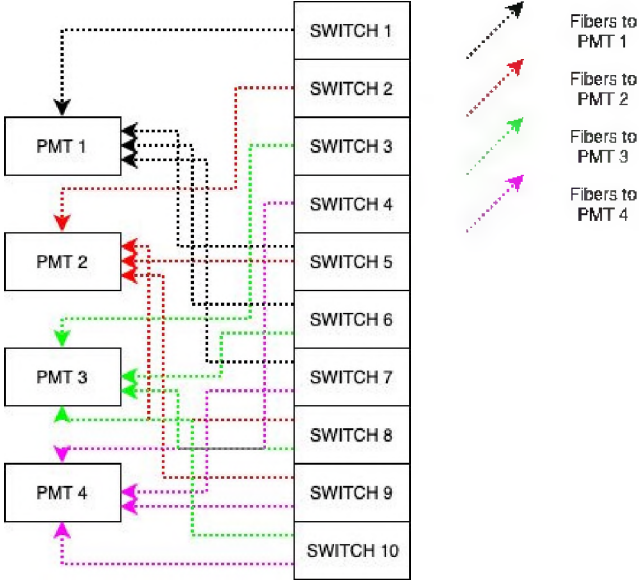 SWITCH 1
SWITCH 2
SWITCH 3
SWITCH 4
SWITCH 5
SWITCH 6
SWITCH 7
SWITCH 8
SWITCH 9
SWITCH 10
PMT 1
PMT 2
PMT 3
PMT 4
Fibers to
PMT 1
Fibers to
PMT 2
Fibers to
PMT 3
Fibers to
PMT 4